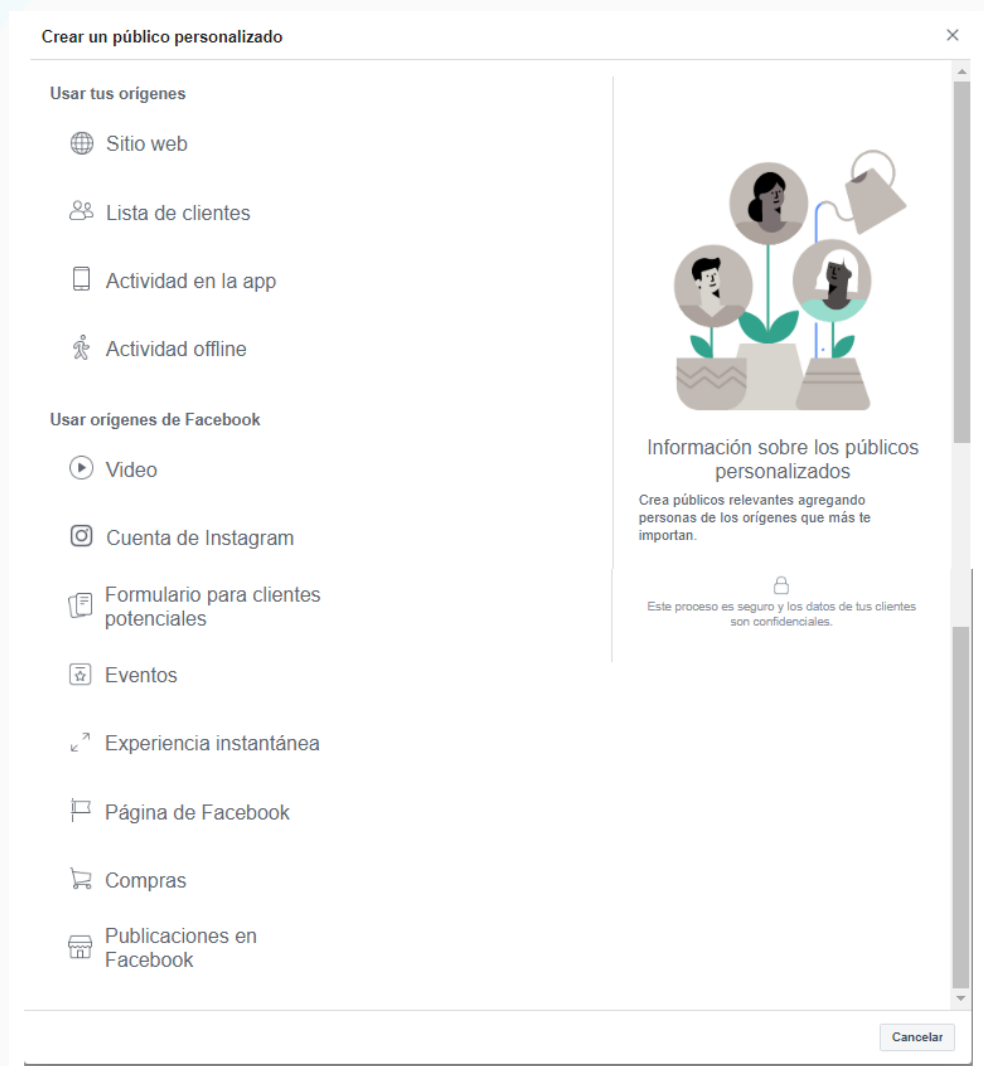 Crear un público personalizado
Usar tus orígenes
Sitio web
Lista de clientes
Actividad en la app
Actividad offline
Usar orígenes de Facebook
Video
Cuenta de Instagram
Formulario para clientes
potenciales
Eventos
Experiencia instantánea
Página de Facebook
Compras
Publicaciones en
Facebook
Información sobre los públicos
personalizados
Crea públicos relevantes agregando
personas de los orígenes que más te
importan.
Este proceso es seguro y los datos de tus clientes
son confidenciales.
Cancelar